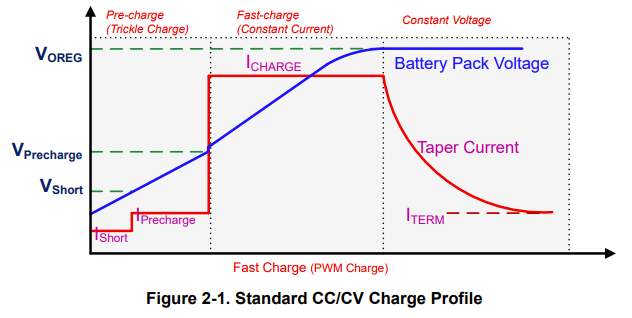 Pre-charge
(Trickle Charge)
Fast-charge
(Constant Current)
Constant Voltage
VOREG
ICHARGE
Battery Pack Voltage
VPrecharge
Taper Current
VShort
IPrecharge
ITERM
IShort
Fast Charge (PWM Charge)
Figure 2-1. Standard CC/CV Charge Profile